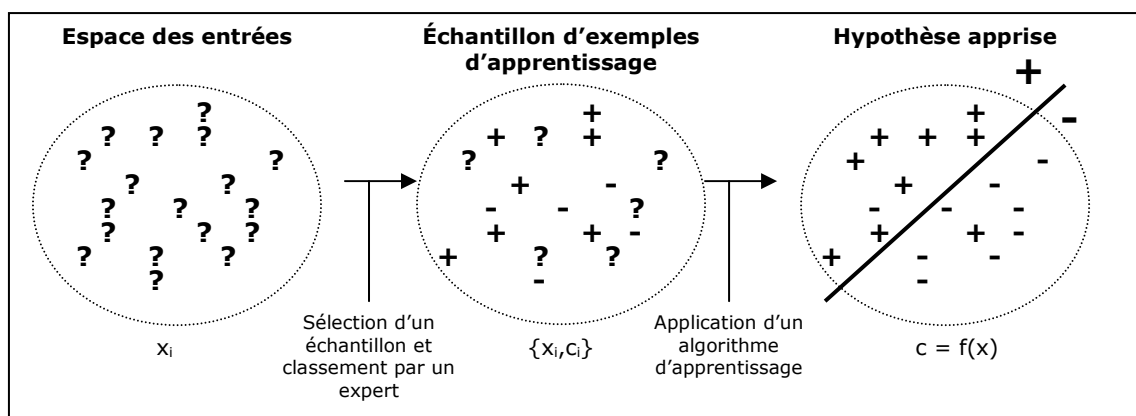 Espace des entrées
Échantillon d’exemples
d’apprentissage
Hypothèse apprise
?
? ? ?
? ?
? ?
? ? ?
? ? ?
? ? ?
?
+
+ ? +
? ?
+ -
- - ?
+ + -
+ ? ?
-
+
-
+
+ + +
+ -
+ -
- - -
+ + -
+ - -
-
Sélection d’un
échantillon et
classement par un
expert
Application d’un
algorithme
d’apprentissage
xᵢ
{xᵢ,cᵢ}
c = f(x)